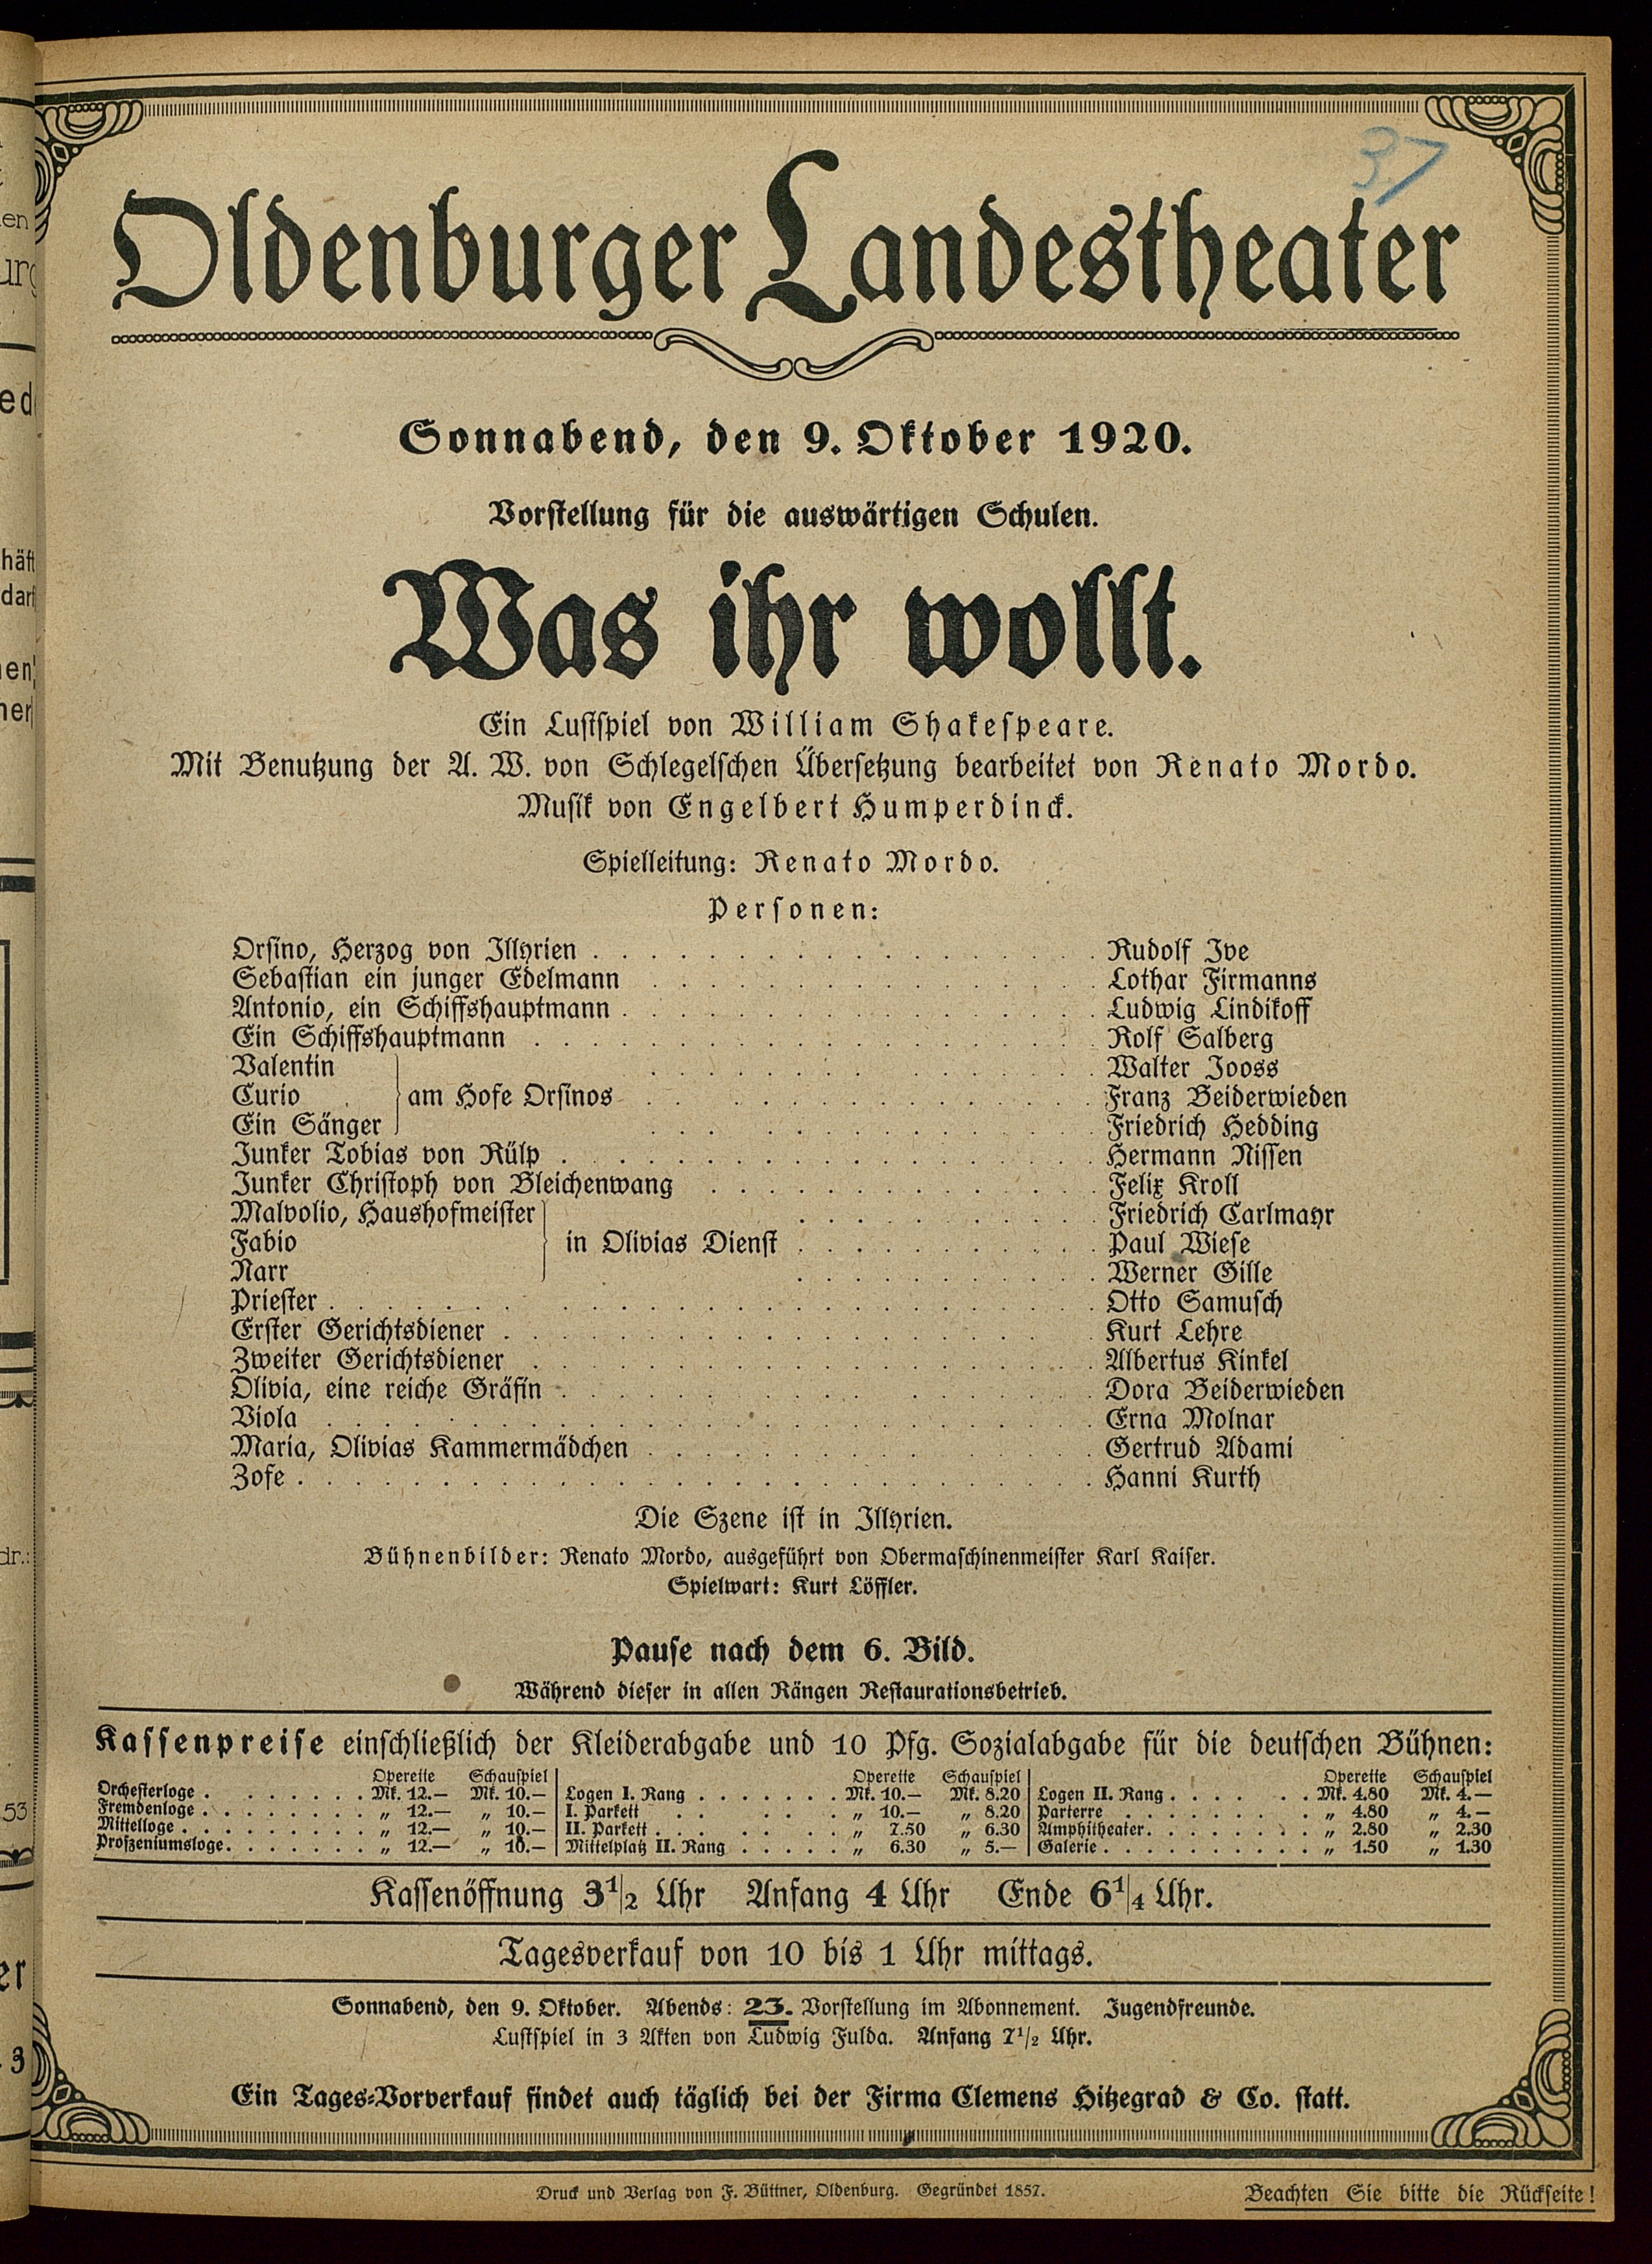 37
Oldenburger Landestheater
Sonnabend, den 9. Oktober 1920.
Vorstellung für die auswärtigen Schulen.
Was ihr wollt.
Ein Lustspiel von William Shakespeare.
Mit Benutzung der A. W. von Schlegelschen Übersetzung bearbeitet von Renato Mordo.
Musik von Engelbert Humperdinck.
Spielleitung: Renato Mordo.
Personen:
Orsino, Herzog von Illyrien . . . . Rudolf Ive
Sebastian ein junger Edelmann . . . . Lothar Firmanns
Antonio, ein Schiffshauptmann . . . . Ludwig Lindikoff
Ein Schiffshauptmann . . . . Rolf Salberg
Valentin . . . . Walter Jooss
Curio } am Hofe Orsinos . . . . Franz Beiderwieden
Ein Sänger . . . . Friedrich Hedding
Junker Tobias von Rülp . . . . Hermann Nissen
Junker Christoph von Bleichenwang . . . . Felix Kroll
Malvolio, Haushofmeister . . . . Friedrich Carlmayr
Fabio } in Olivias Dienst . . . . Paul Wiese
Narr . . . . Werner Gille
Priester . . . . Otto Samusch
Erster Gerichtsdiener . . . . Kurt Lehre
Zweiter Gerichtsdiener . . . . Albertus Kinkel
Olivia, eine reiche Gräfin . . . . Dora Beiderwieden
Viola . . . . Erna Molnar
Maria, Olivias Kammermädchen . . . . Gertrud Adami
Zofe . . . . Hanni Kurth
Die Szene ist in Illyrien.
Bühnenbilder: Renato Mordo, ausgeführt von Obermaschinenmeister Karl Kaiser.
Spielwart: Kurt Löffler.
Pause nach dem 6. Bild.
Während dieser in allen Rängen Restaurationsbetrieb.
Kassenpreise einschließlich der Kleiderabgabe und 10 Pfg. Sozialabgabe für die deutschen Bühnen:
Operette Schauspiel | Operette Schauspiel | Operette Schauspiel
Orchesterloge . . . . Mk. 12.— Mk. 10.— | Logen I. Rang . . . . Mk. 10.— Mk. 8.20 | Logen II. Rang . . . . Mk. 4.80 Mk. 4.—
Fremdenloge . . . . „ 12.— „ 10.— | I. Parkett . . . . „ 10.— „ 8.20 | Parterre . . . . „ 4.80 „ 4.—
Mittelloge . . . . „ 12.— „ 10.— | II. Parkett . . . . „ 7.50 „ 6.30 | Amphitheater . . . . „ 2.80 „ 2.30
Proszeniumsloge . . . . „ 12.— „ 10.— | Mittelplatz II. Rang . . . . „ 6.30 „ 5.— | Galerie . . . . „ 1.50 „ 1.30
Kassenöffnung 3 1/2 Uhr Anfang 4 Uhr Ende 6 1/4 Uhr.
Tagesverkauf von 10 bis 1 Uhr mittags.
Sonnabend, den 9. Oktober. Abends: 23. Vorstellung im Abonnement. Jugendfreunde.
Lustspiel in 3 Akten von Ludwig Fulda. Anfang 7 1/2 Uhr.
Ein Tages-Vorverkauf findet auch täglich bei der Firma Clemens Hitzegrad & Co. statt.
Druck und Verlag von F. Büttner, Oldenburg. Gegründet 1857.
Beachten Sie bitte die Rückseite!